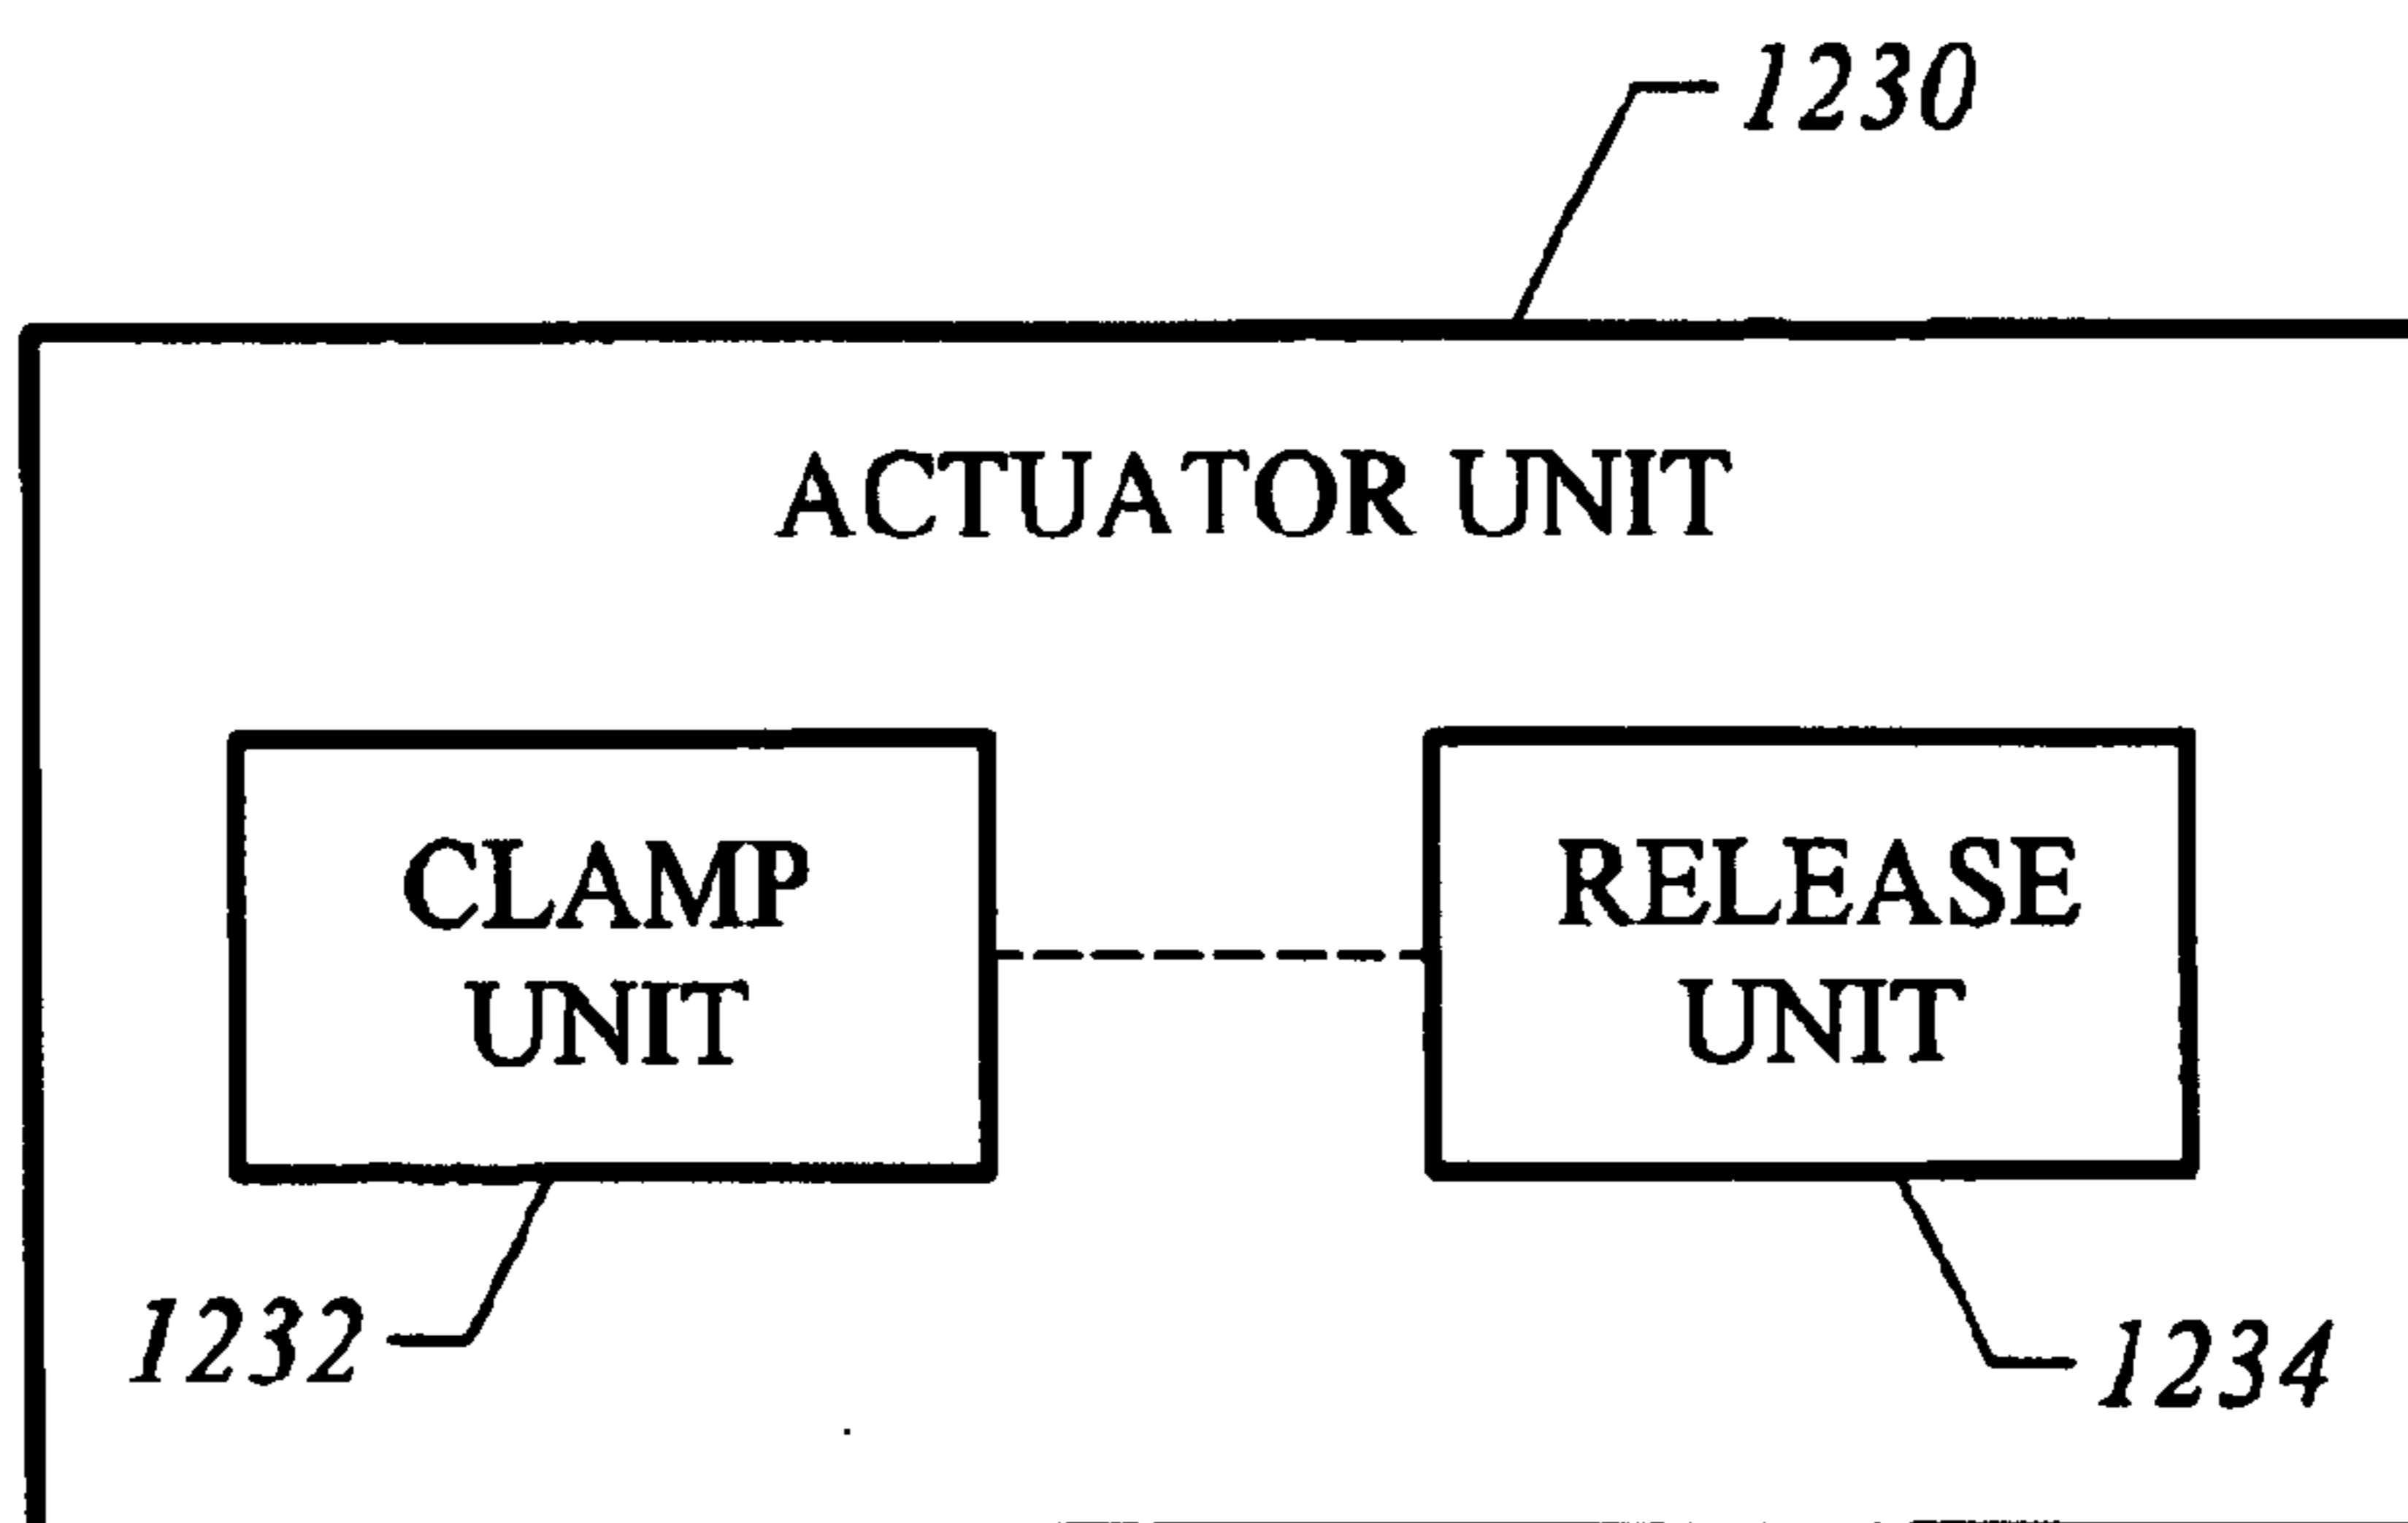 1230
ACTUATOR UNIT
CLAMP
UNIT
RELEASE
UNIT
1232
1234